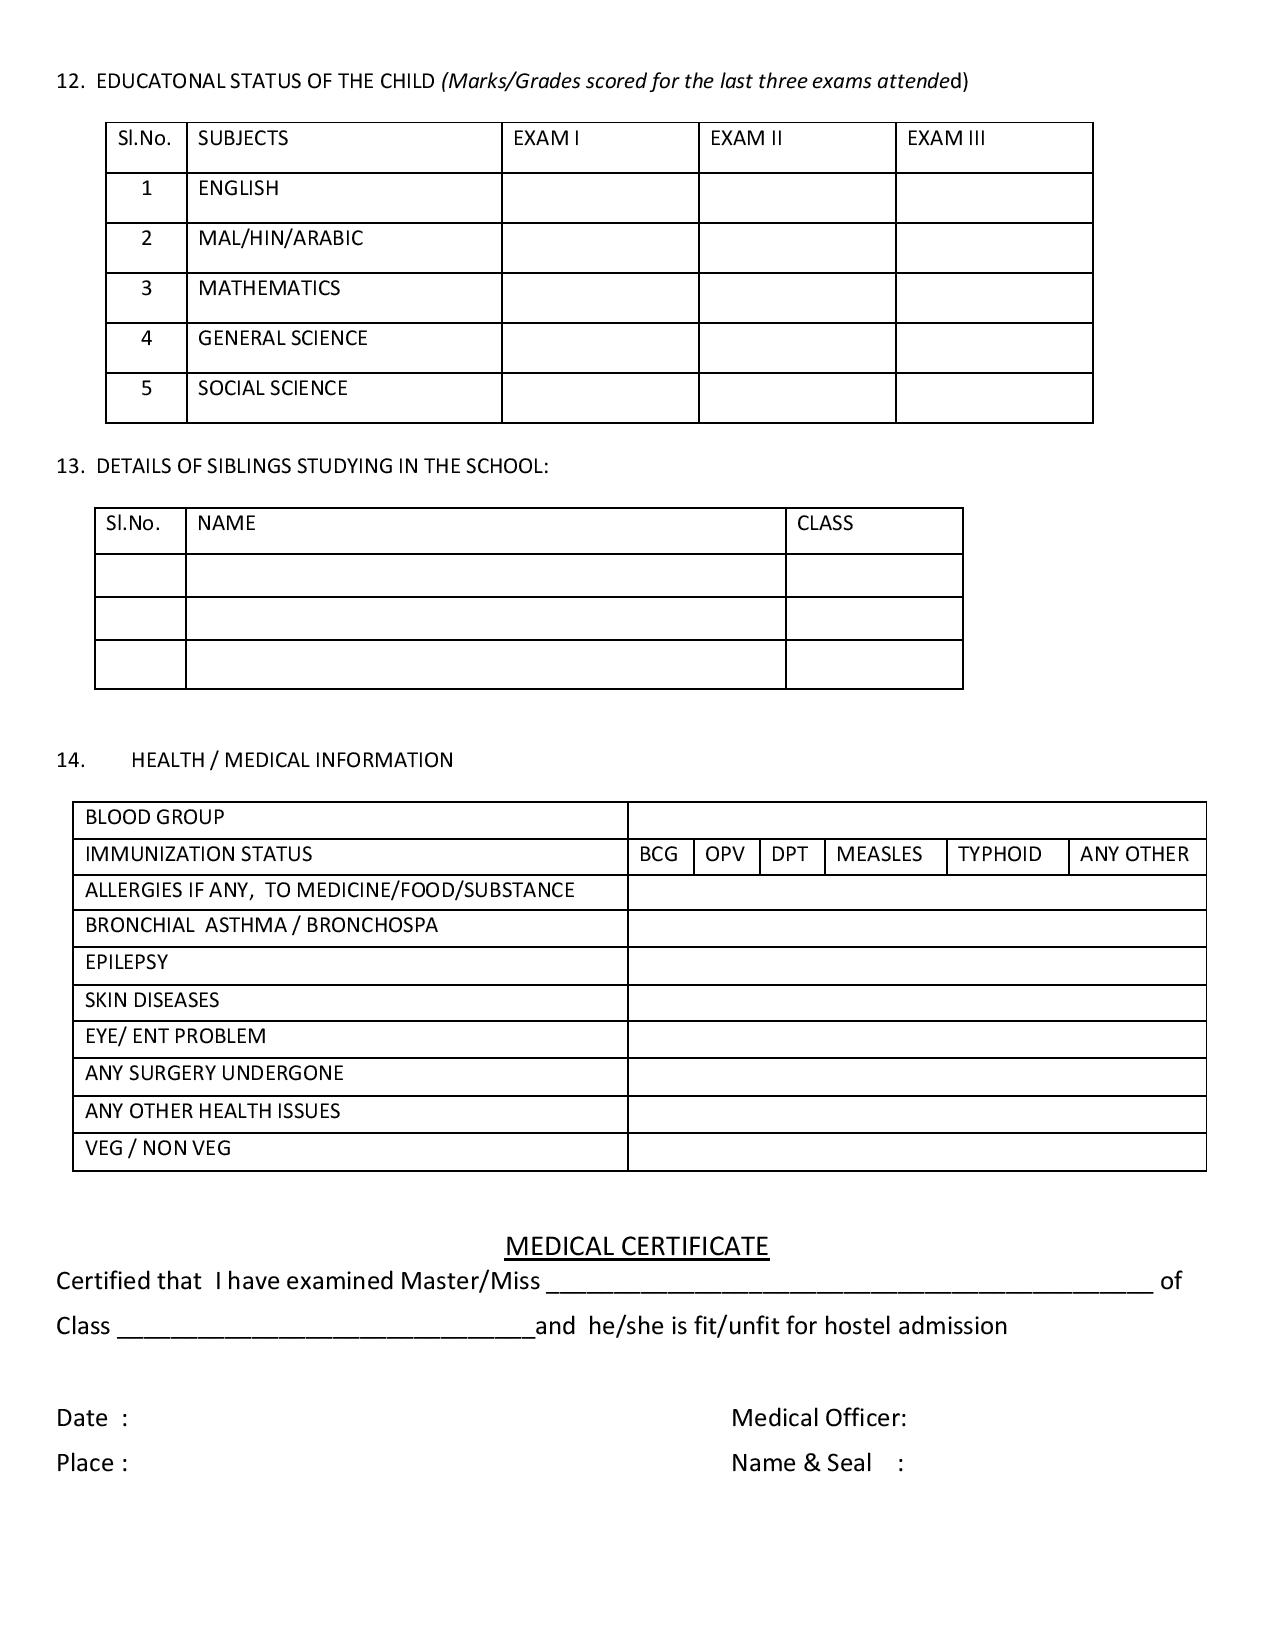 12. EDUCATONAL STATUS OF THE CHILD (Marks/Grades scored for the last three exams attended)
Sl.No. SUBJECTS EXAM I EXAM II EXAM III
1 ENGLISH
2 MAL/HIN/ARABIC
3 MATHEMATICS
4 GENERAL SCIENCE
5 SOCIAL SCIENCE
13. DETAILS OF SIBLINGS STUDYING IN THE SCHOOL:
Sl.No. NAME CLASS
14. HEALTH / MEDICAL INFORMATION
BLOOD GROUP
IMMUNIZATION STATUS BCG OPV DPT MEASLES TYPHOID ANY OTHER
ALLERGIES IF ANY, TO MEDICINE/FOOD/SUBSTANCE
BRONCHIAL ASTHMA / BRONCHOSPA
EPILEPSY
SKIN DISEASES
EYE/ ENT PROBLEM
ANY SURGERY UNDERGONE
ANY OTHER HEALTH ISSUES
VEG / NON VEG
MEDICAL CERTIFICATE
Certified that I have examined Master/Miss _____________________________________________ of
Class _______________________________and he/she is fit/unfit for hostel admission
Date : Medical Officer:
Place : Name & Seal :